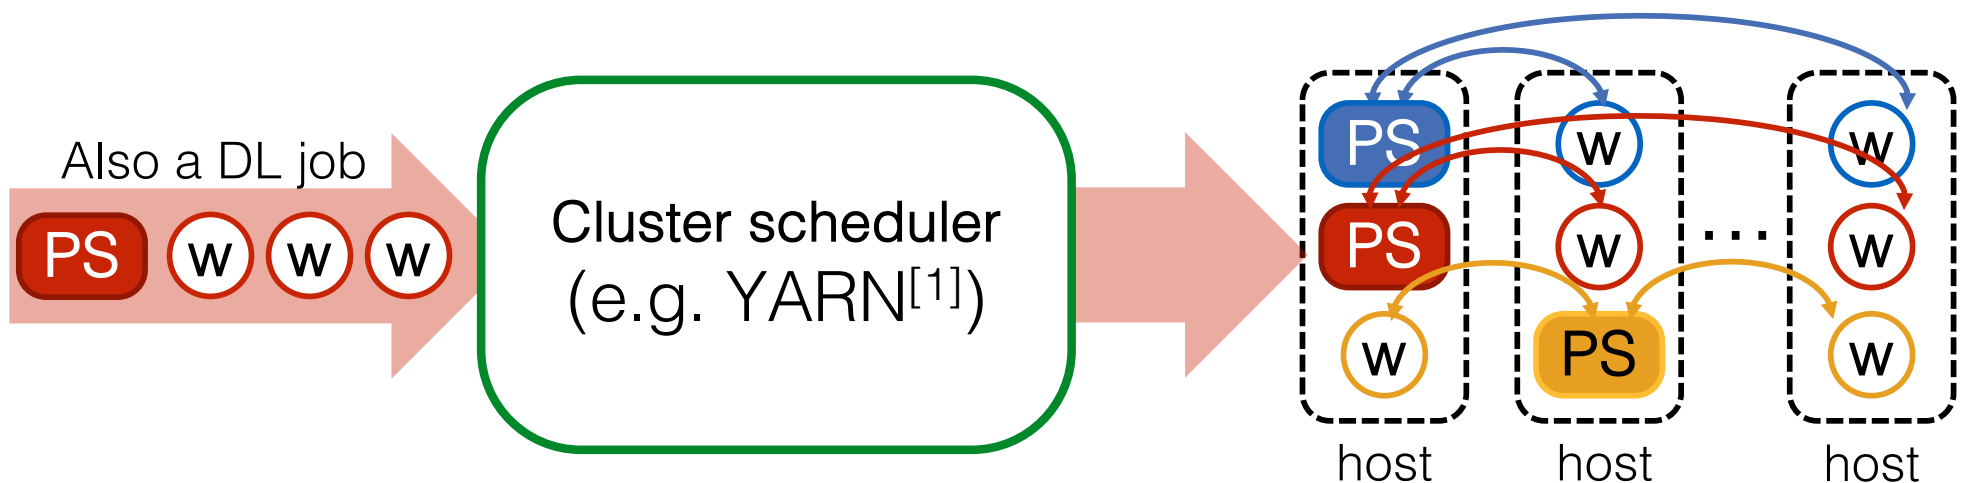 Also a DL job
PS w w w
Cluster scheduler
(e.g. YARN[1])
PS w w
PS w ... w
w PS w
host host host